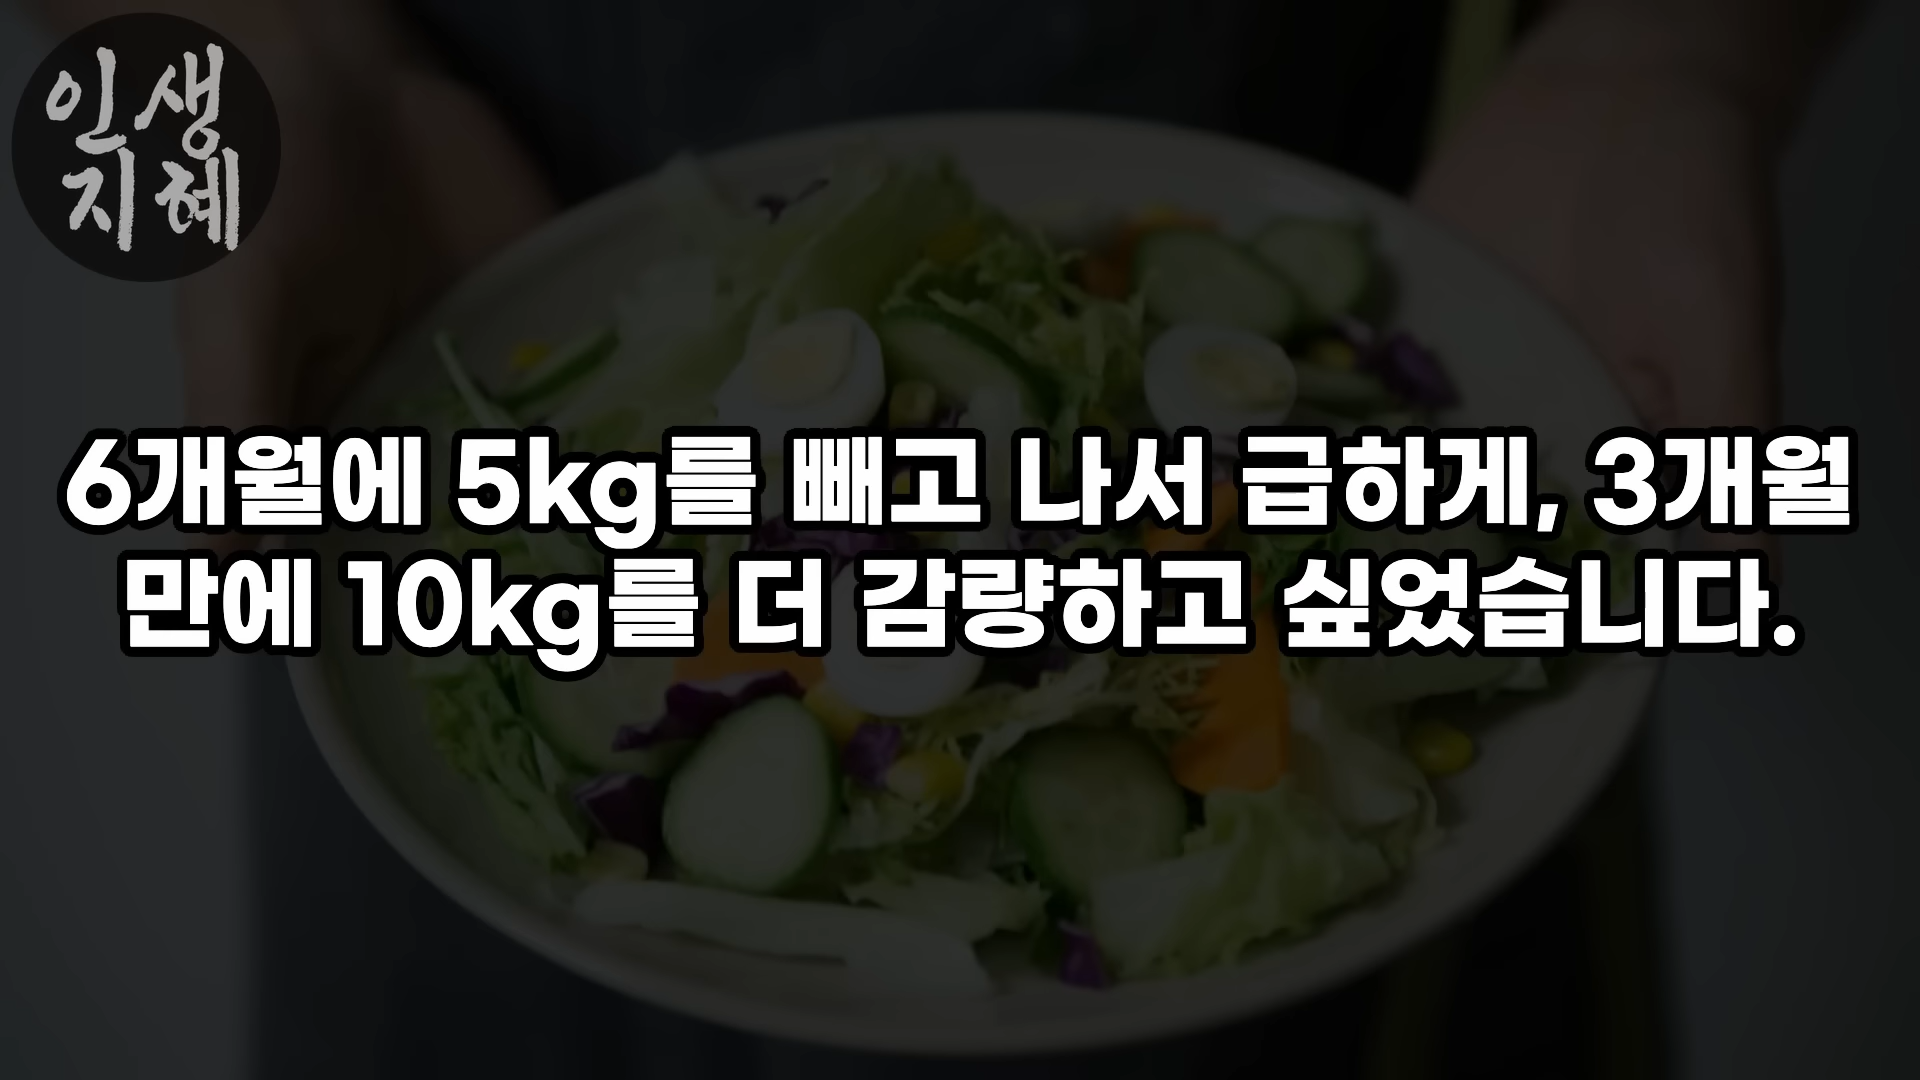 인생
지혜
6개월에 5kg를 빼고 나서 급하게, 3개월
만에 10kg를 더 감량하고 싶었습니다.